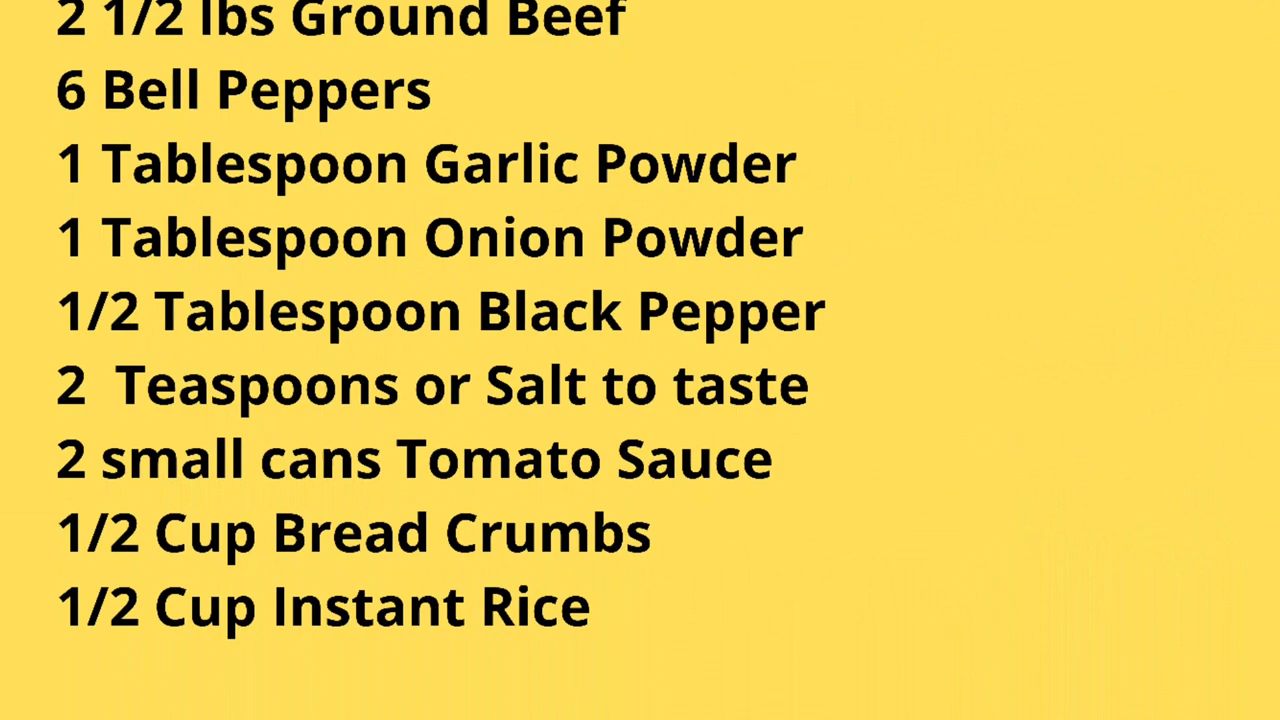 2 1/2 lbs Ground Beef
6 Bell Peppers
1 Tablespoon Garlic Powder
1 Tablespoon Onion Powder
1/2 Tablespoon Black Pepper
2  Teaspoons or Salt to taste
2 small cans Tomato Sauce
1/2 Cup Bread Crumbs
1/2 Cup Instant Rice